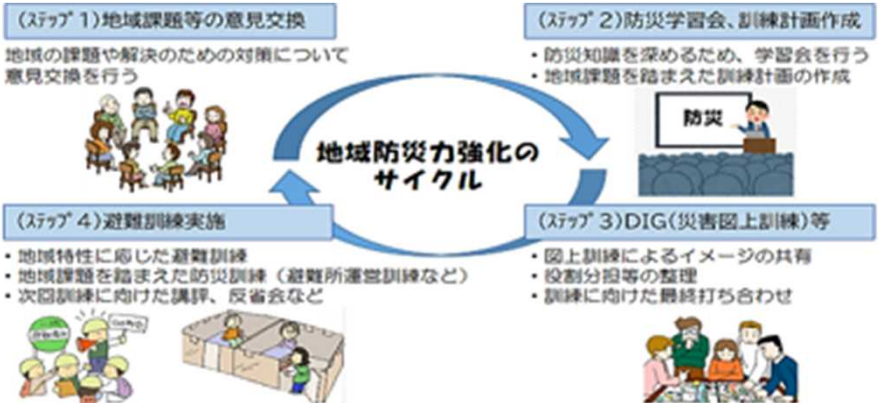 (ステップ1)地域課題等の意見交換
地域の課題や解決のための対策について
意見交換を行う
(ステップ2)防災学習会、訓練計画作成
・防災知識を深めるため、学習会を行う
・地域課題を踏まえた訓練計画の作成
防災
地域防災力強化の
サイクル
(ステップ3)DIG(災害図上訓練)等
・図上訓練によるイメージの共有
・役割分担等の整理
・訓練に向けた最終打ち合わせ
(ステップ4)避難訓練実施
・地域特性に応じた避難訓練
・地域課題を踏まえた防災訓練（避難所運営訓練など）
・次回訓練に向けた講評、反省会など